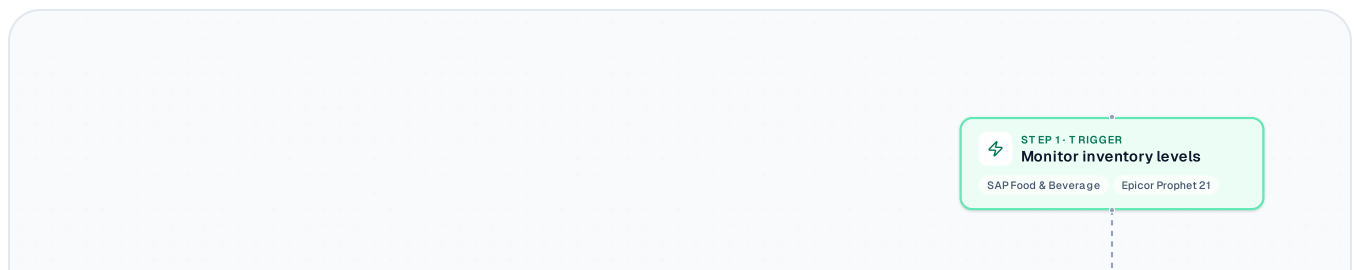 STEP 1 · TRIGGER
Monitor inventory levels
SAP Food & Beverage
Epicor Prophet 21